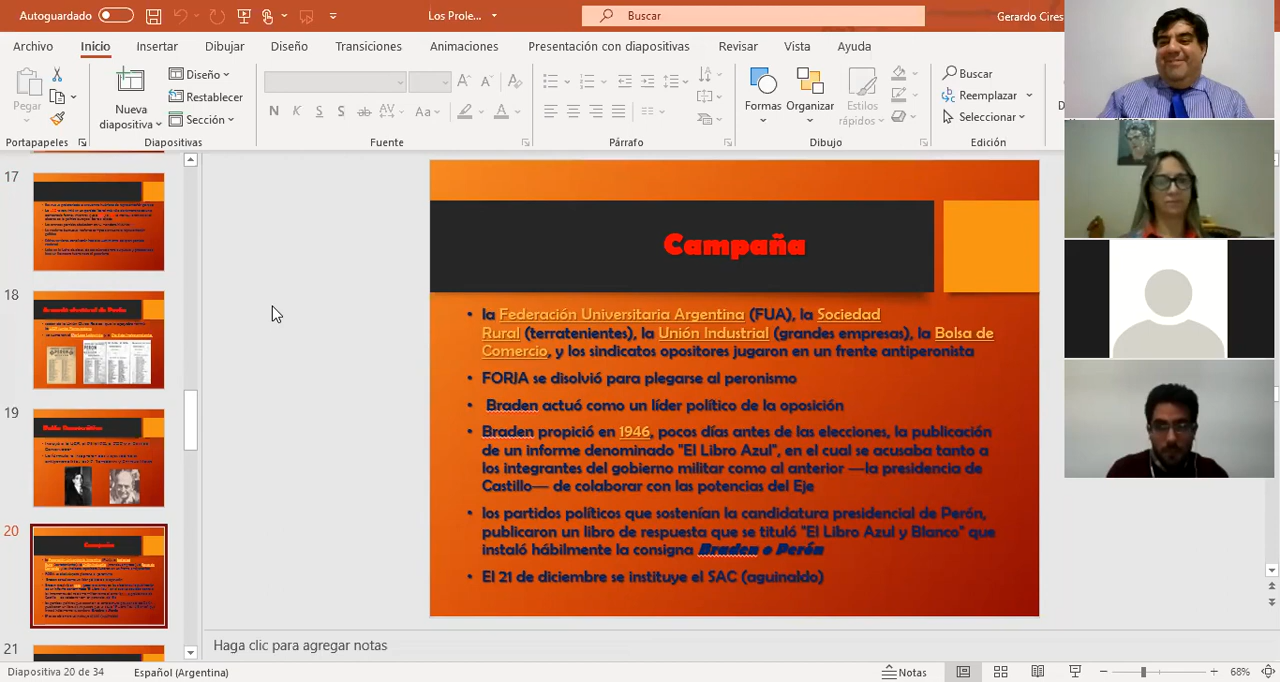 Autoguardado
Los Prole...
Buscar
Gerardo Cires
Archivo
Inicio
Insertar
Dibujar
Diseño
Transiciones
Animaciones
Presentación con diapositivas
Revisar
Vista
Ayuda
Pegar
Nueva
diapositiva
Diseño
Restablecer
Sección
N K S S ab AV Aa A
Formas
Organizar
Estilos
rápidos
Buscar
Reemplazar
Seleccionar
Portapapeles
Diapositivas
Fuente
Párrafo
Dibujo
Edición
17
18
19
20
21
Campaña
• la Federación Universitaria Argentina (FUA), la Sociedad
Rural (terratenientes), la Unión Industrial (grandes empresas), la Bolsa de
Comercio, y los sindicatos opositores jugaron en un frente antiperonista
• FORJA se disolvió para plegarse al peronismo
• Braden actuó como un líder político de la oposición
• Braden propició en 1946, pocos días antes de las elecciones, la publicación
de un informe denominado "El Libro Azul", en el cual se acusaba tanto a
los integrantes del gobierno militar como al anterior —la presidencia de
Castillo— de colaborar con las potencias del Eje
• los partidos políticos que sostenían la candidatura presidencial de Perón,
publicaron un libro de respuesta que se tituló "El Libro Azul y Blanco" que
instaló hábilmente la consigna Braden o Perón
• El 21 de diciembre se instituye el SAC (aguinaldo)
Haga clic para agregar notas
Diapositiva 20 de 34
Español (Argentina)
Notas
68%